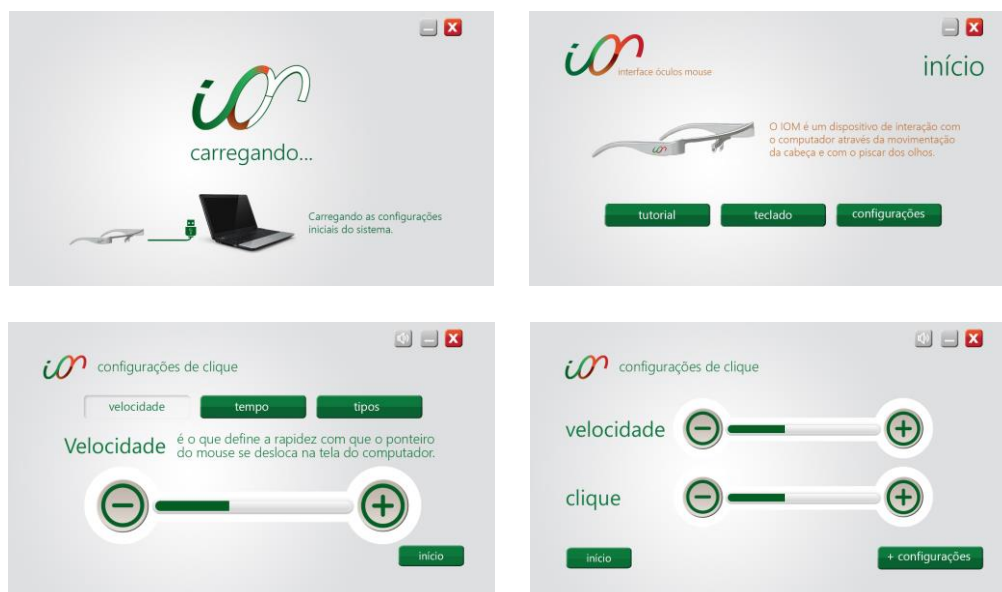 carregando...
Carregando as configurações
iniciais do sistema.
interface óculos mouse
início
O IOM é um dispositivo de interação com
o computador através da movimentação
da cabeça e com o piscar dos olhos.
tutorial
teclado
configurações
configurações de clique
velocidade
tempo
tipos
Velocidade
é o que define a rapidez com que o ponteiro
do mouse se desloca na tela do computador.
início
configurações de clique
velocidade
clique
início
+ configurações